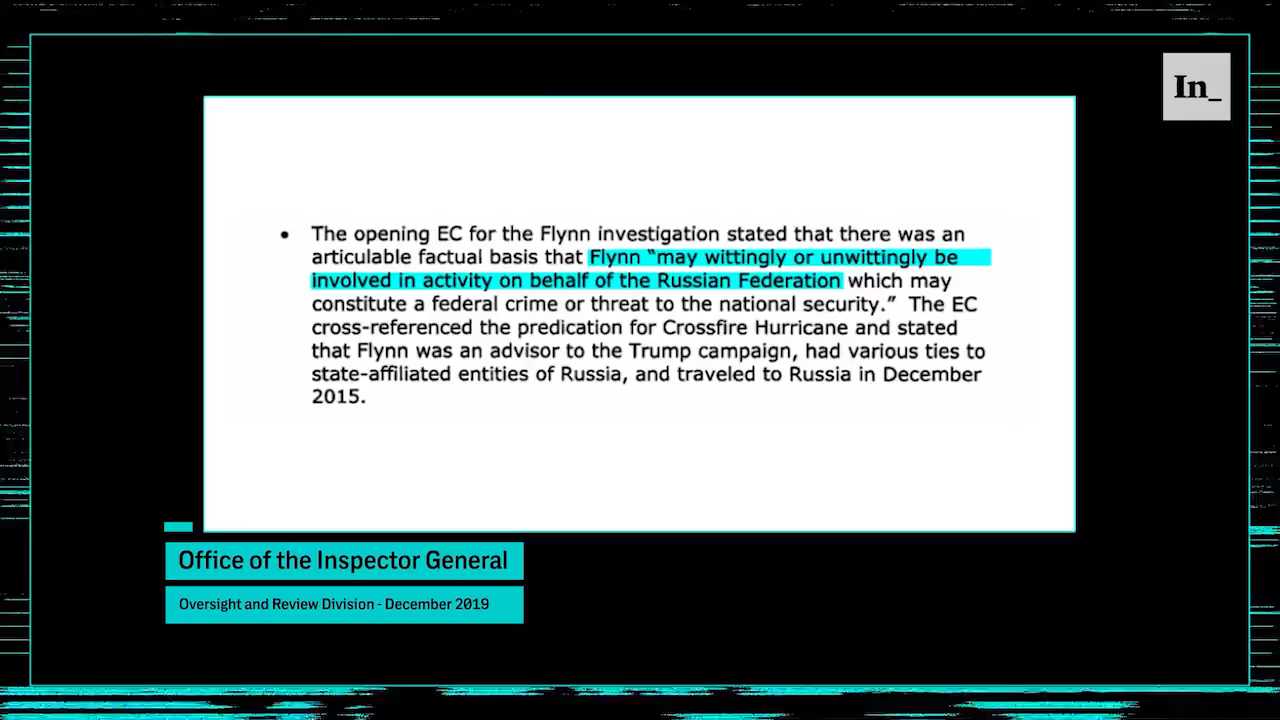 In_
• The opening EC for the Flynn investigation stated that there was an
articulable factual basis that Flynn “may wittingly or unwittingly be
involved in activity on behalf of the Russian Federation which may
constitute a federal crime or threat to the national security.” The EC
cross-referenced the predication for Crossfire Hurricane and stated
that Flynn was an advisor to the Trump campaign, had various ties to
state-affiliated entities of Russia, and traveled to Russia in December
2015.
Office of the Inspector General
Oversight and Review Division - December 2019